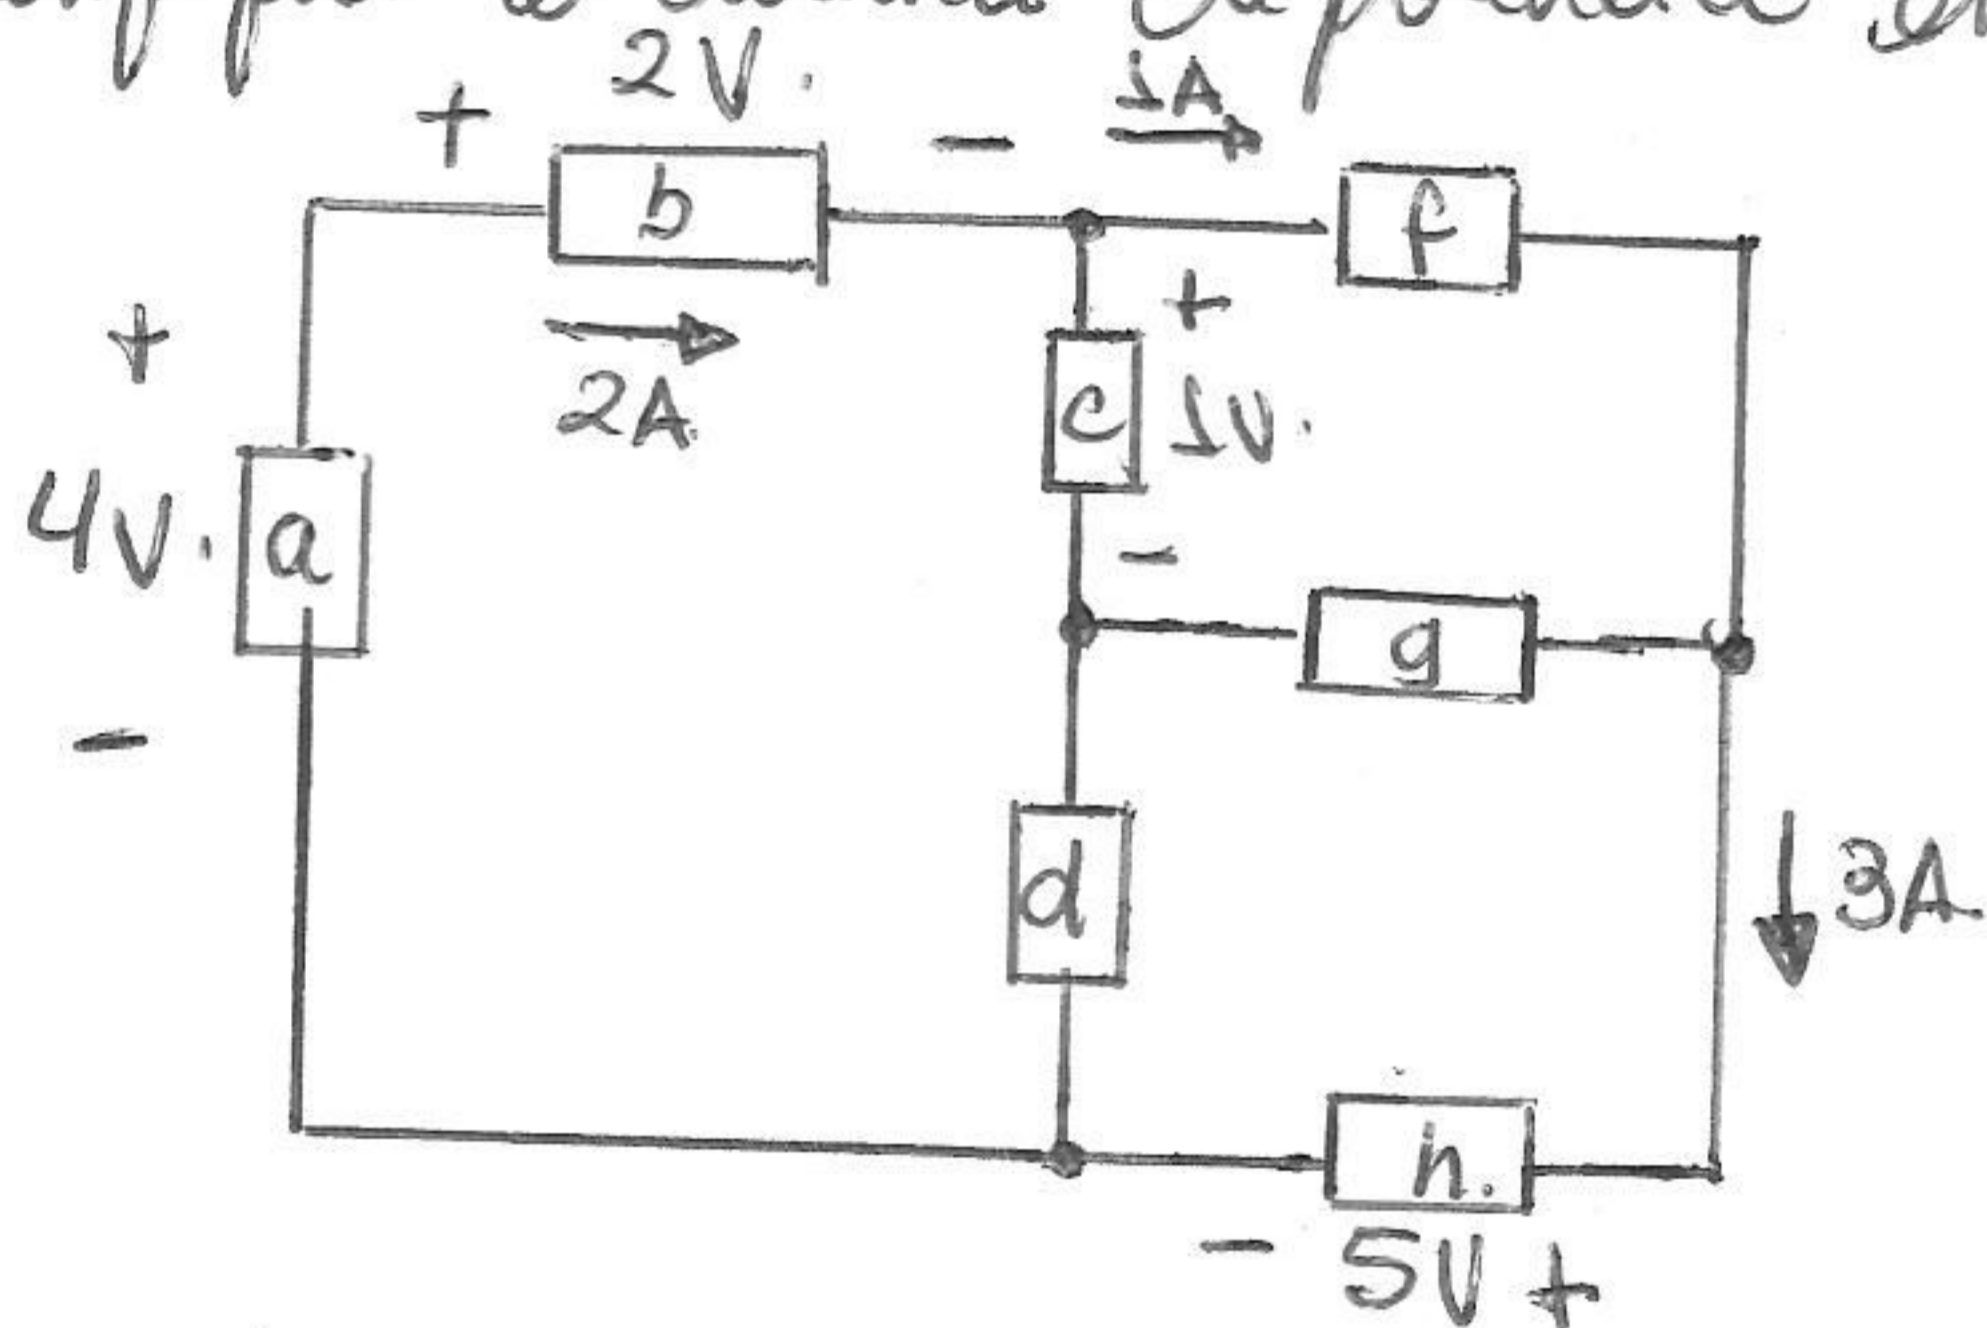 2V.
+ - 1A
b f
+ 2A. + 
4V. a c 1V.
-
- g
d 3A
h.
- 5V +